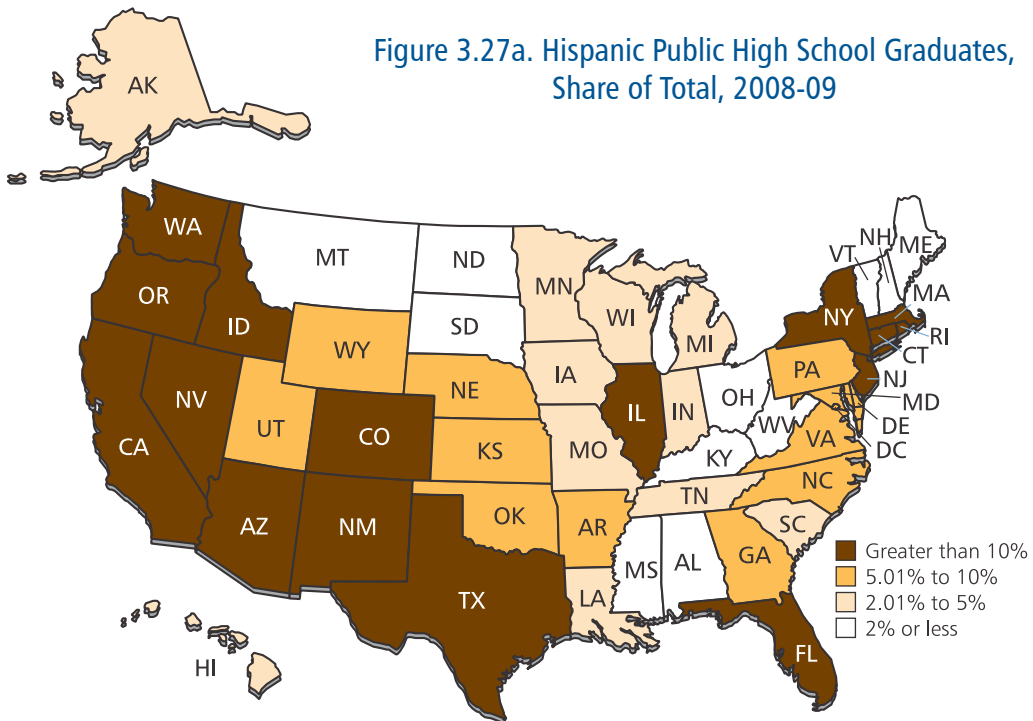 Figure 3.27a. Hispanic Public High School Graduates,
Share of Total, 2008-09
AK
WA
MT
ND
MN
VT
NH
ME
OR
ID
SD
WI
MI
NY
MA
RI
CT
WY
IA
PA
NJ
NE
MD
NV
UT
CO
IL
IN
OH
WV
DE
CA
KS
MO
KY
VA
DC
AZ
NM
OK
AR
TN
NC
SC
MS
AL
GA
TX
LA
FL
HI
Greater than 10%
5.01% to 10%
2.01% to 5%
2% or less